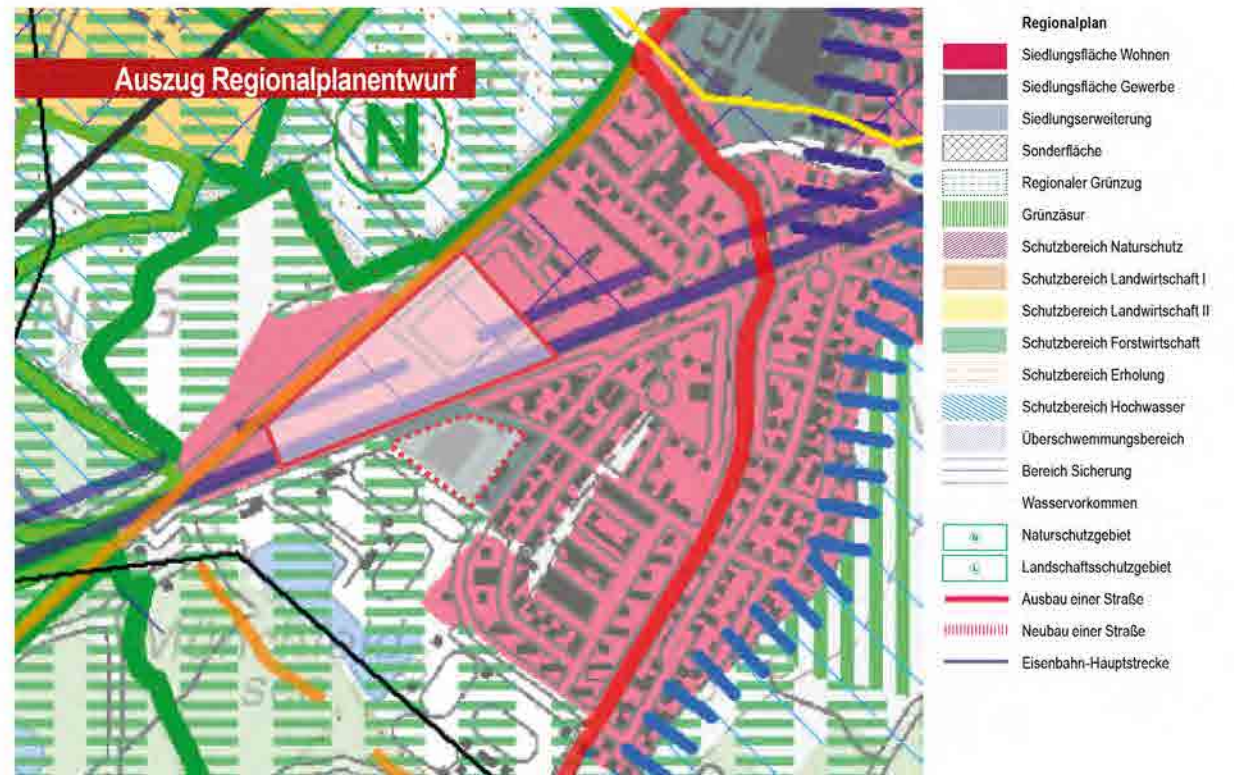 Auszug Regionalplanentwurf
N
Regionalplan
Siedlungsfläche Wohnen
Siedlungsfläche Gewerbe
Siedlungserweiterung
Sonderfläche
Regionaler Grünzug
Grünzäsur
Schutzbereich Naturschutz
Schutzbereich Landwirtschaft I
Schutzbereich Landwirtschaft II
Schutzbereich Forstwirtschaft
Schutzbereich Erholung
Schutzbereich Hochwasser
Überschwemmungsbereich
Bereich Sicherung
Wasservorkommen
N Naturschutzgebiet
L Landschaftsschutzgebiet
Ausbau einer Straße
Neubau einer Straße
Eisenbahn-Hauptstrecke